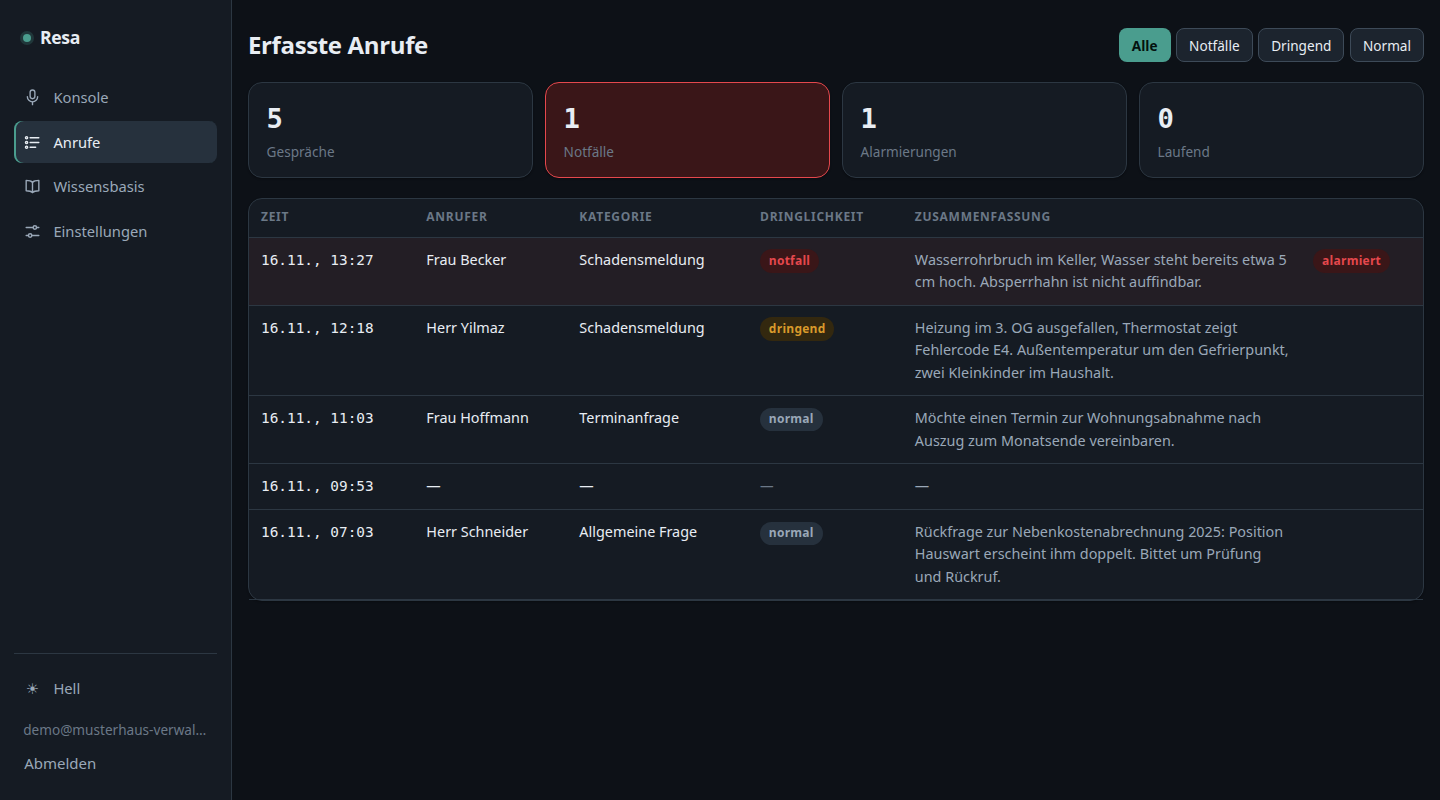 Resa
Konsole
Anrufe
Wissensbasis
Einstellungen
Hell
demo@musterhaus-verwal...
Abmelden
Erfasste Anrufe
Alle Notfälle Dringend Normal
5
Gespräche
1
Notfälle
1
Alarmierungen
0
Laufend
ZEIT ANRUFER KATEGORIE DRINGLICHKEIT ZUSAMMENFASSUNG
16.11., 13:27 Frau Becker Schadensmeldung notfall Wasserrohrbruch im Keller, Wasser steht bereits etwa 5 alarmiert
cm hoch. Absperrhahn ist nicht auffindbar.
16.11., 12:18 Herr Yilmaz Schadensmeldung dringend Heizung im 3. OG ausgefallen, Thermostat zeigt
Fehlercode E4. Außentemperatur um den Gefrierpunkt,
zwei Kleinkinder im Haushalt.
16.11., 11:03 Frau Hoffmann Terminanfrage normal Möchte einen Termin zur Wohnungsabnahme nach
Auszug zum Monatsende vereinbaren.
16.11., 09:53 — — — —
16.11., 07:03 Herr Schneider Allgemeine Frage normal Rückfrage zur Nebenkostenabrechnung 2025: Position
Hauswart erscheint ihm doppelt. Bittet um Prüfung
und Rückruf.